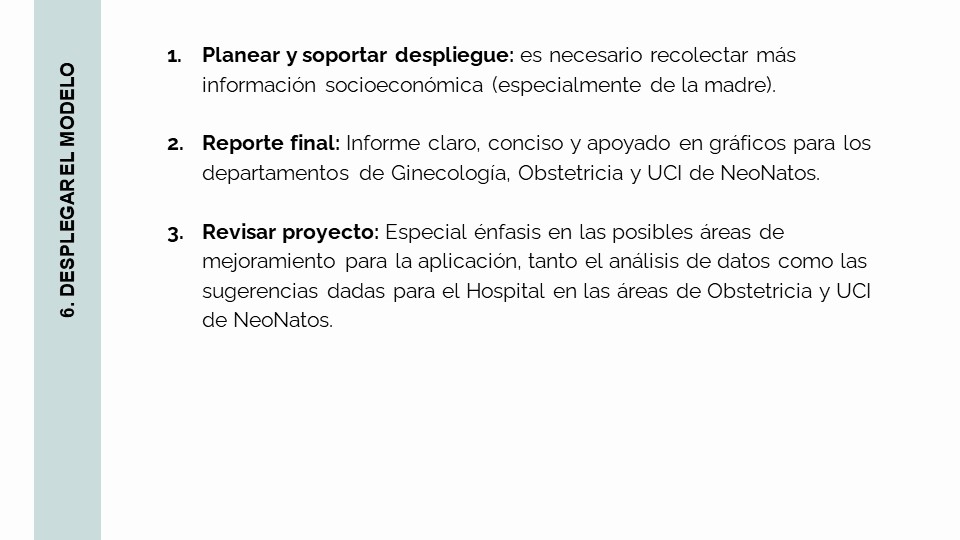 6. DESPLEGAR EL MODELO
1. Planear y soportar despliegue: es necesario recolectar más
información socioeconómica (especialmente de la madre).
2. Reporte final: Informe claro, conciso y apoyado en gráficos para los
departamentos de Ginecología, Obstetricia y UCI de NeoNatos.
3. Revisar proyecto: Especial énfasis en las posibles áreas de
mejoramiento para la aplicación, tanto el análisis de datos como las
sugerencias dadas para el Hospital en las áreas de Obstetricia y UCI
de NeoNatos.